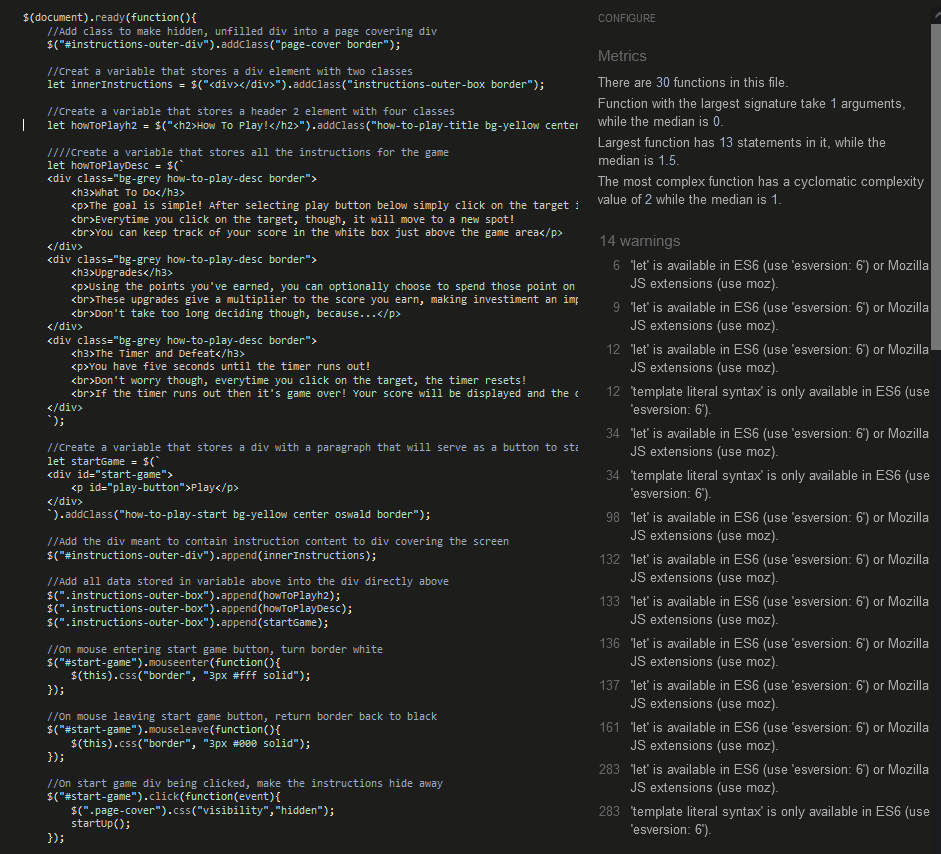 $(document).ready(function(){
//Add class to make hidden, unfilled div into a page covering div
$("#instructions-outer-div").addClass("page-cover border");
//Creat a variable that stores a div element with two classes
let innerInstructions = $("<div></div>").addClass("instructions-outer-box border");
//Create a variable that stores a header 2 element with four classes
let howToPlayh2 = $("<h2>How To Play!</h2>").addClass("how-to-play-title bg-yellow center
////Create a variable that stores all the instructions for the game
let howToPlayDesc = $(`
<div class="bg-grey how-to-play-desc border">
<h3>What To Do</h3>
<p>The goal is simple! After selecting play button below simply click on the target i
<br>Everytime you click on the target, though, it will move to a new spot!
<br>You can keep track of your score in the white box just above the game area</p>
</div>
<div class="bg-grey how-to-play-desc border">
<h3>Upgrades</h3>
<p>Using the points you've earned, you can optionally choose to spend those point on
<br>These upgrades give a multiplier to the score you earn, making investiment an imp
<br>Don't take too long deciding though, because...</p>
</div>
<div class="bg-grey how-to-play-desc border">
<h3>The Timer and Defeat</h3>
<p>You have five seconds until the timer runs out!
<br>Don't worry though, everytime you click on the target, the timer resets!
<br>If the timer runs out then it's game over! Your score will be displayed and the c
</div>
`);
//Create a variable that stores a div with a paragraph that will serve as a button to sta
let startGame = $(`
<div id="start-game">
<p id="play-button">Play</p>
</div>
`).addClass("how-to-play-start bg-yellow center oswald border");
//Add the div meant to contain instruction content to div covering the screen
$("#instructions-outer-div").append(innerInstructions);
//Add all data stored in variable above into the div directly above
$(".instructions-outer-box").append(howToPlayh2);
$(".instructions-outer-box").append(howToPlayDesc);
$(".instructions-outer-box").append(startGame);
//On mouse entering start game button, turn border white
$("#start-game").mouseenter(function(){
$(this).css("border", "3px #fff solid");
});
//On mouse leaving start game button, return border back to black
$("#start-game").mouseleave(function(){
$(this).css("border", "3px #000 solid");
});
//On start game div being clicked, make the instructions hide away
$("#start-game").click(function(event){
$(".page-cover").css("visibility","hidden");
startUp();
});
CONFIGURE
Metrics
There are 30 functions in this file.
Function with the largest signature take 1 arguments,
while the median is 0.
Largest function has 13 statements in it, while the
median is 1.5.
The most complex function has a cyclomatic complexity
value of 2 while the median is 1.
14 warnings
6 'let' is available in ES6 (use 'esversion: 6') or Mozilla
JS extensions (use moz).
9 'let' is available in ES6 (use 'esversion: 6') or Mozilla
JS extensions (use moz).
12 'let' is available in ES6 (use 'esversion: 6') or Mozilla
JS extensions (use moz).
12 'template literal syntax' is only available in ES6 (use
'esversion: 6').
34 'let' is available in ES6 (use 'esversion: 6') or Mozilla
JS extensions (use moz).
34 'template literal syntax' is only available in ES6 (use
'esversion: 6').
98 'let' is available in ES6 (use 'esversion: 6') or Mozilla
JS extensions (use moz).
132 'let' is available in ES6 (use 'esversion: 6') or Mozilla
JS extensions (use moz).
133 'let' is available in ES6 (use 'esversion: 6') or Mozilla
JS extensions (use moz).
136 'let' is available in ES6 (use 'esversion: 6') or Mozilla
JS extensions (use moz).
137 'let' is available in ES6 (use 'esversion: 6') or Mozilla
JS extensions (use moz).
161 'let' is available in ES6 (use 'esversion: 6') or Mozilla
JS extensions (use moz).
283 'let' is available in ES6 (use 'esversion: 6') or Mozilla
JS extensions (use moz).
283 'template literal syntax' is only available in ES6 (use
'esversion: 6').